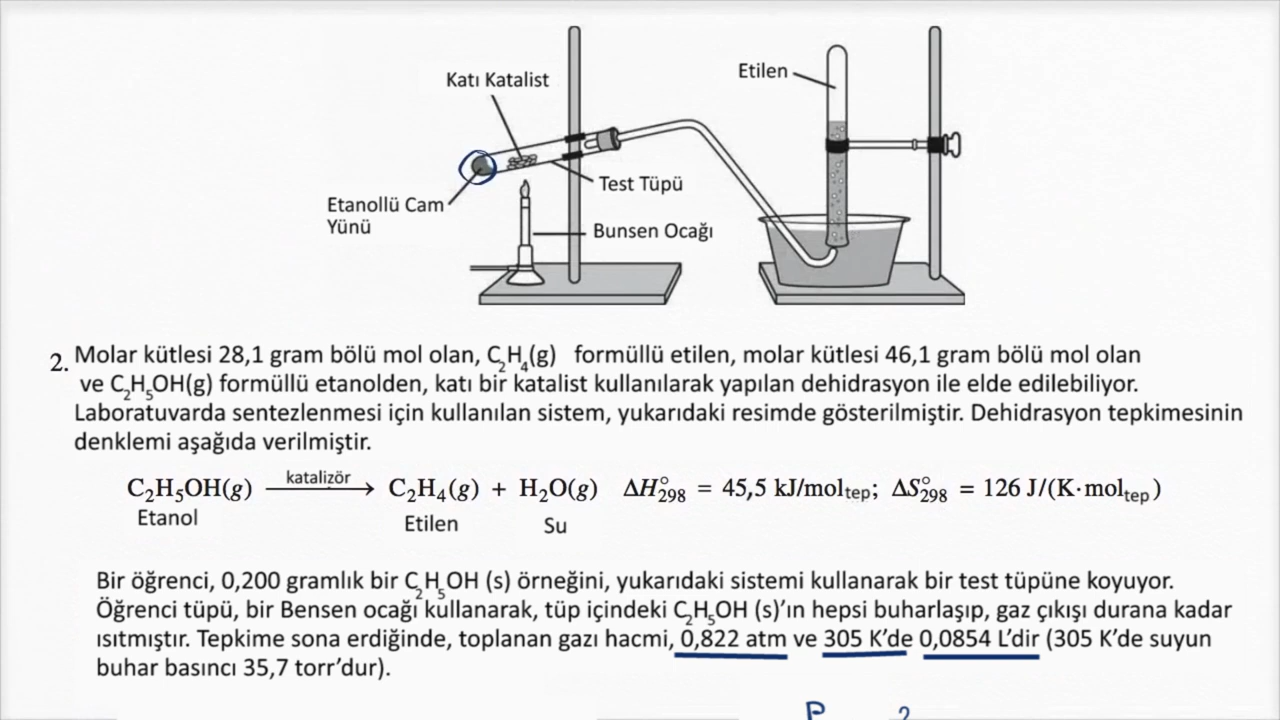 Katı Katalist
Etilen
Test Tüpü
Etanollü Cam
Yünü
Bunsen Ocağı
2. Molar kütlesi 28,1 gram bölü mol olan, C₂H₄(g) formüllü etilen, molar kütlesi 46,1 gram bölü mol olan
ve C₂H₅OH(g) formüllü etanolden, katı bir katalist kullanılarak yapılan dehidrasyon ile elde edilebiliyor.
Laboratuvarda sentezlenmesi için kullanılan sistem, yukarıdaki resimde gösterilmiştir. Dehidrasyon tepkimesinin
denklemi aşağıda verilmiştir.
katalizör
C₂H₅OH(g) ⟶ C₂H₄(g) + H₂O(g) ΔH°₂₉₈ = 45,5 kJ/mol tep; ΔS°₂₉₈ = 126 J/(K·mol tep)
Etanol Etilen Su
Bir öğrenci, 0,200 gramlık bir C₂H₅OH (s) örneğini, yukarıdaki sistemi kullanarak bir test tüpüne koyuyor.
Öğrenci tüpü, bir Bensen ocağı kullanarak, tüp içindeki C₂H₅OH (s)’ın hepsi buharlaşıp, gaz çıkışı durana kadar
ısıtmıştır. Tepkime sona erdiğinde, toplanan gazı hacmi, 0,822 atm ve 305 K’de 0,0854 L’dir (305 K’de suyun
buhar basıncı 35,7 torr’dur).
P 2